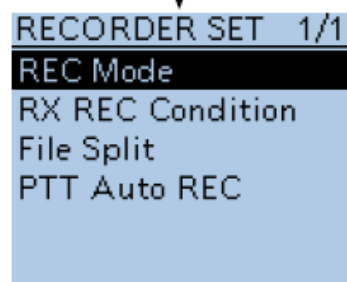 RECORDER SET 1/1
REC Mode
RX REC Condition
File Split
PTT Auto REC